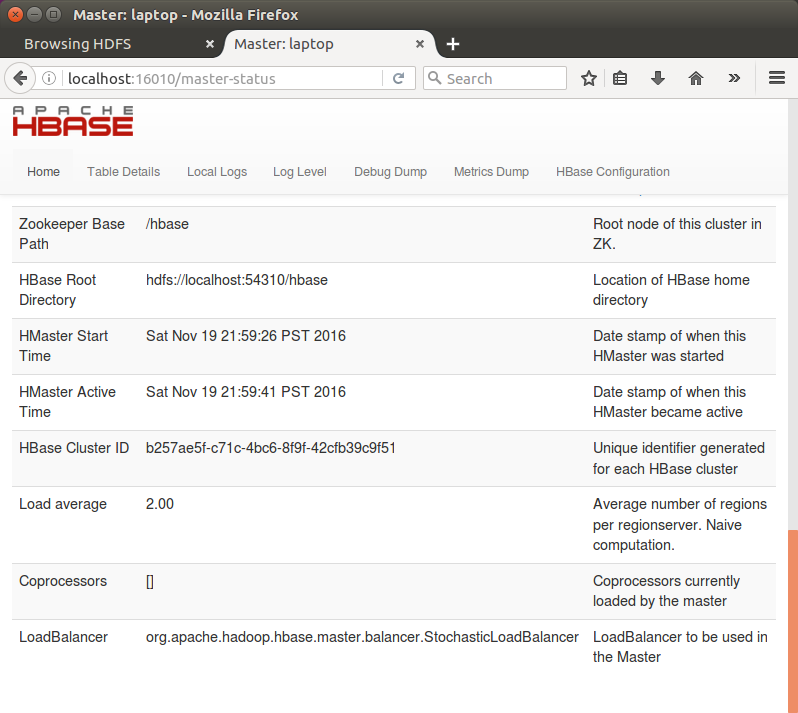 Master: laptop - Mozilla Firefox
Browsing HDFS
Master: laptop
localhost:16010/master-status
Search
APACHE
HBASE
Home Table Details Local Logs Log Level Debug Dump Metrics Dump HBase Configuration
Zookeeper Base /hbase Root node of this cluster in
Path ZK.
HBase Root hdfs://localhost:54310/hbase Location of HBase home
Directory directory
HMaster Start Sat Nov 19 21:59:26 PST 2016 Date stamp of when this
Time HMaster was started
HMaster Active Sat Nov 19 21:59:41 PST 2016 Date stamp of when this
Time HMaster became active
HBase Cluster ID b257ae5f-c71c-4bc6-8f9f-42cfb39c9f51 Unique identifier generated
for each HBase cluster
Load average 2.00 Average number of regions
per regionserver. Naive
computation.
Coprocessors [] Coprocessors currently
loaded by the master
LoadBalancer org.apache.hadoop.hbase.master.balancer.StochasticLoadBalancer LoadBalancer to be used in
the Master